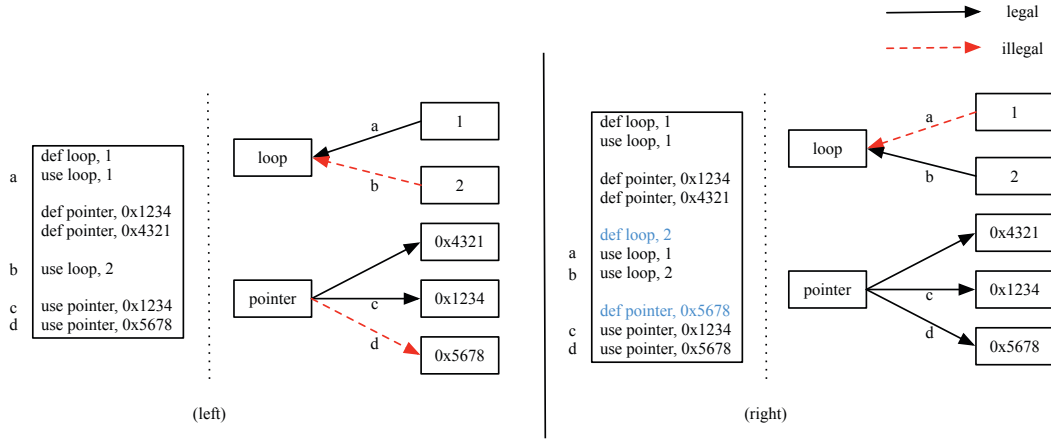 legal
illegal
def loop, 1
a use loop, 1
def pointer, 0x1234
def pointer, 0x4321
b use loop, 2
c use pointer, 0x1234
d use pointer, 0x5678
loop
a
1
b
2
pointer
0x4321
c
0x1234
d
0x5678
(left)
def loop, 1
use loop, 1
def pointer, 0x1234
def pointer, 0x4321
def loop, 2
a use loop, 1
b use loop, 2
def pointer, 0x5678
c use pointer, 0x1234
d use pointer, 0x5678
loop
a
1
b
2
pointer
0x4321
c
0x1234
d
0x5678
(right)